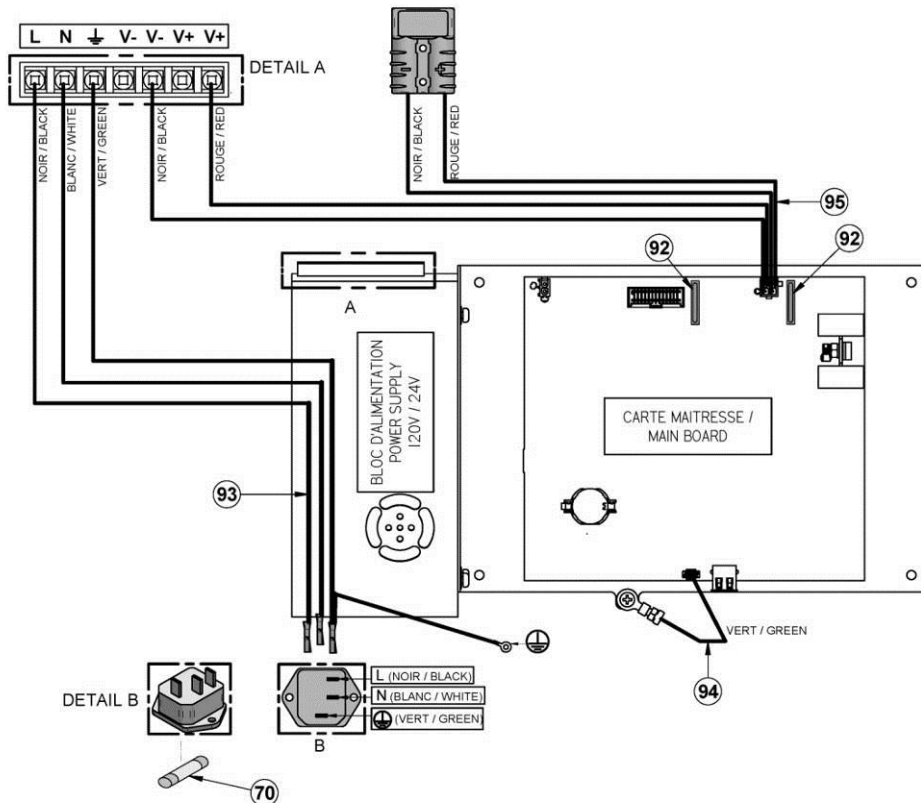 L N ⏚ V- V- V+ V+
DETAIL A
NOIR / BLACK
BLANC / WHITE
VERT / GREEN
NOIR / BLACK
ROUGE / RED
- +
NOIR / BLACK
ROUGE / RED
95
92
92
A
BLOC D'ALIMENTATION
POWER SUPPLY
120V / 24V
CARTE MAITRESSE /
MAIN BOARD
93
VERT / GREEN
94
DETAIL B
L (NOIR / BLACK)
N (BLANC / WHITE)
⏚ (VERT / GREEN)
B
70